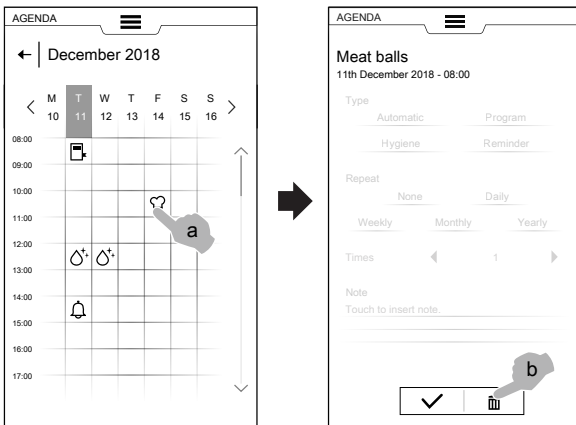 AGENDA
December 2018
M T W T F S S
10 11 12 13 14 15 16
08:00
09:00
10:00
11:00
a
12:00
13:00
14:00
15:00
16:00
17:00
AGENDA
Meat balls
11th December 2018 - 08:00
Type
Automatic Program
Hygiene Reminder
Repeat
None Daily
Weekly Monthly Yearly
Times 1
Note
Touch to insert note.
b